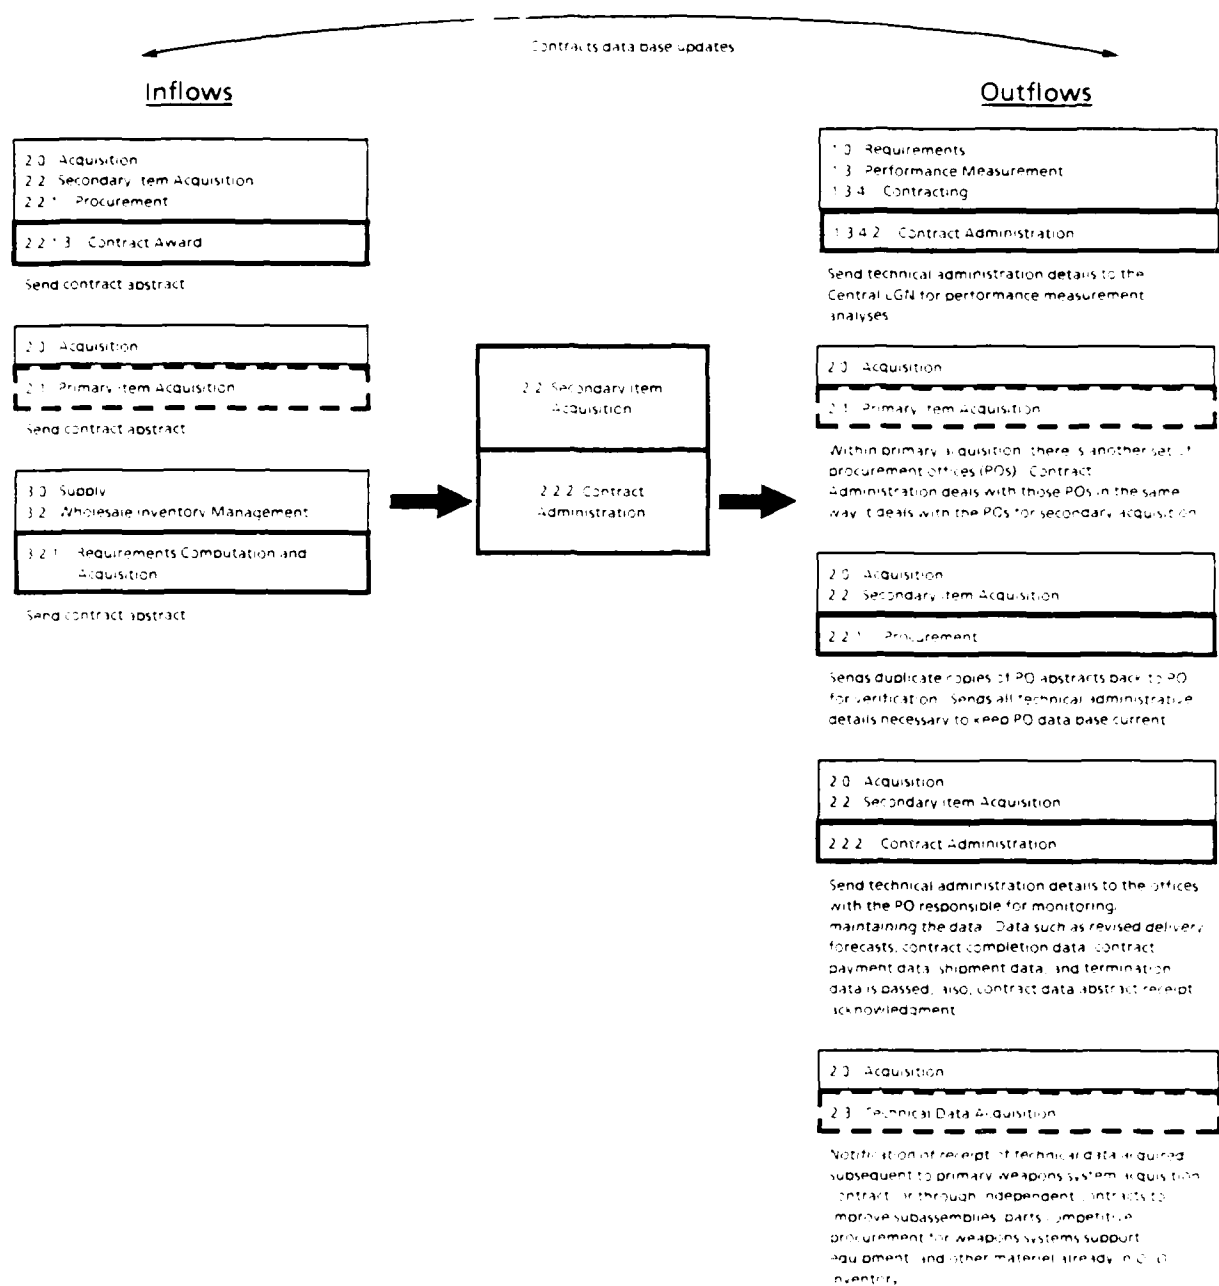 Contracts data base updates
Inflows
2.0 Acquisition
2.2 Secondary Item Acquisition
2.2.1 Procurement
2.2.1.3 Contract Award
Send contract abstract
2.0 Acquisition
2.1 Primary Item Acquisition
Send contract abstract
3.0 Supply
3.2 Wholesale Inventory Management
3.2.1 Requirements Computation and
Acquisition
Send contract abstract
2.2 Secondary Item
Acquisition
2.2.2 Contract
Administration
Outflows
1.0 Requirements
1.3 Performance Measurement
1.3.4 Contracting
1.3.4.2 Contract Administration
Send technical administration details to the
Central LGN for performance measurement
analyses
2.0 Acquisition
2.1 Primary Item Acquisition
Within primary acquisition, there is another set of
procurement offices (POs). Contract
Administration deals with those POs in the same
way it deals with the POs for secondary acquisition
2.0 Acquisition
2.2 Secondary Item Acquisition
2.2.1 Procurement
Sends duplicate copies of PO abstracts back to PO
for verification. Sends all technical administrative
details necessary to keep PO data base current
2.0 Acquisition
2.2 Secondary Item Acquisition
2.2.2 Contract Administration
Send technical administration details to the offices
with the PO responsible for monitoring,
maintaining the data. Data such as revised delivery
forecasts, contract completion data, contract
payment data, shipment data, and termination
data is passed, also, contract data abstract receipt
acknowledgment
2.0 Acquisition
2.3 Technical Data Acquisition
Notification of receipt of technical data acquired
subsequent to primary weapons system acquisition
contract or through independent contracts to
improve subassemblies, parts competitive
procurement for weapons systems support
equipment, and other materiel already in
inventory